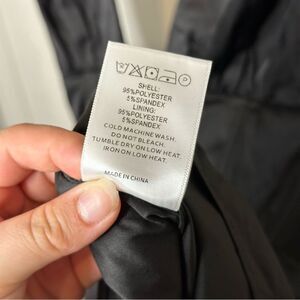 SHELL:
95%POLYESTER
5%SPANDEX
LINING:
95%POLYESTER
5%SPANDEX
COLD MACHINE WASH.
DO NOT BLEACH.
TUMBLE DRY ON LOW HEAT.
IRON ON LOW HEAT.
MADE IN CHINA